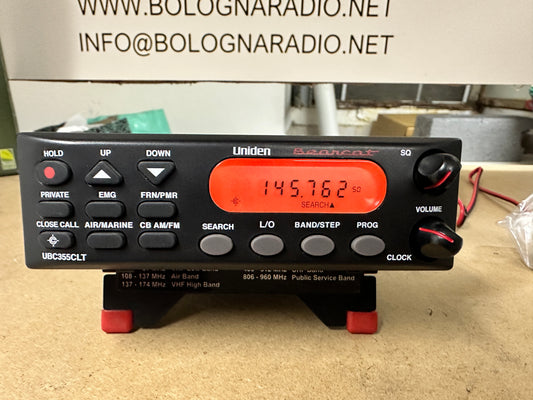 WWW.BOLOGNARADIO.NET
INFO@BOLOGNARADIO.NET
HOLD UP DOWN Uniden Bearcat SQ
145.762 50
SEARCH▲
PRIVATE EMG FRN/PMR
VOLUME
CLOSE CALL AIR/MARINE CB AM/FM SEARCH L/O BAND/STEP PROG
UBC355CLT CLOCK
108 - 137 MHz Air Band 806 - 960 MHz Public Service Band
137 - 174 MHz VHF High Band